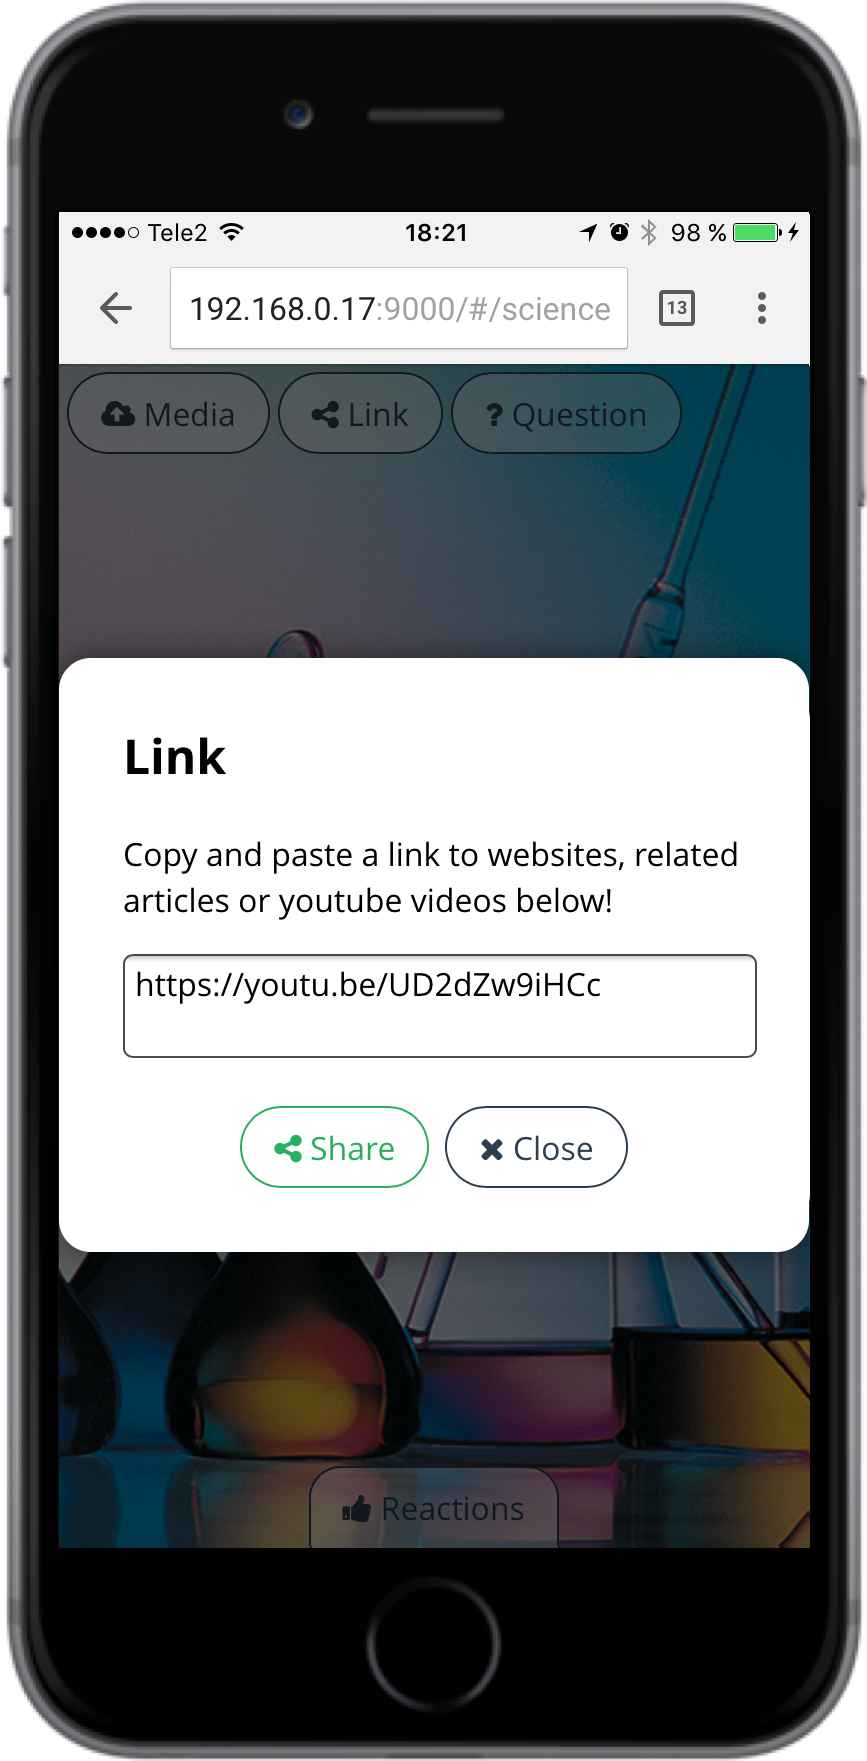 Tele2 18:21 98 %
192.168.0.17:9000/#/science 13
Media Link ? Question
Link
Copy and paste a link to websites, related
articles or youtube videos below!
https://youtu.be/UD2dZw9iHCc
Share Close
Reactions